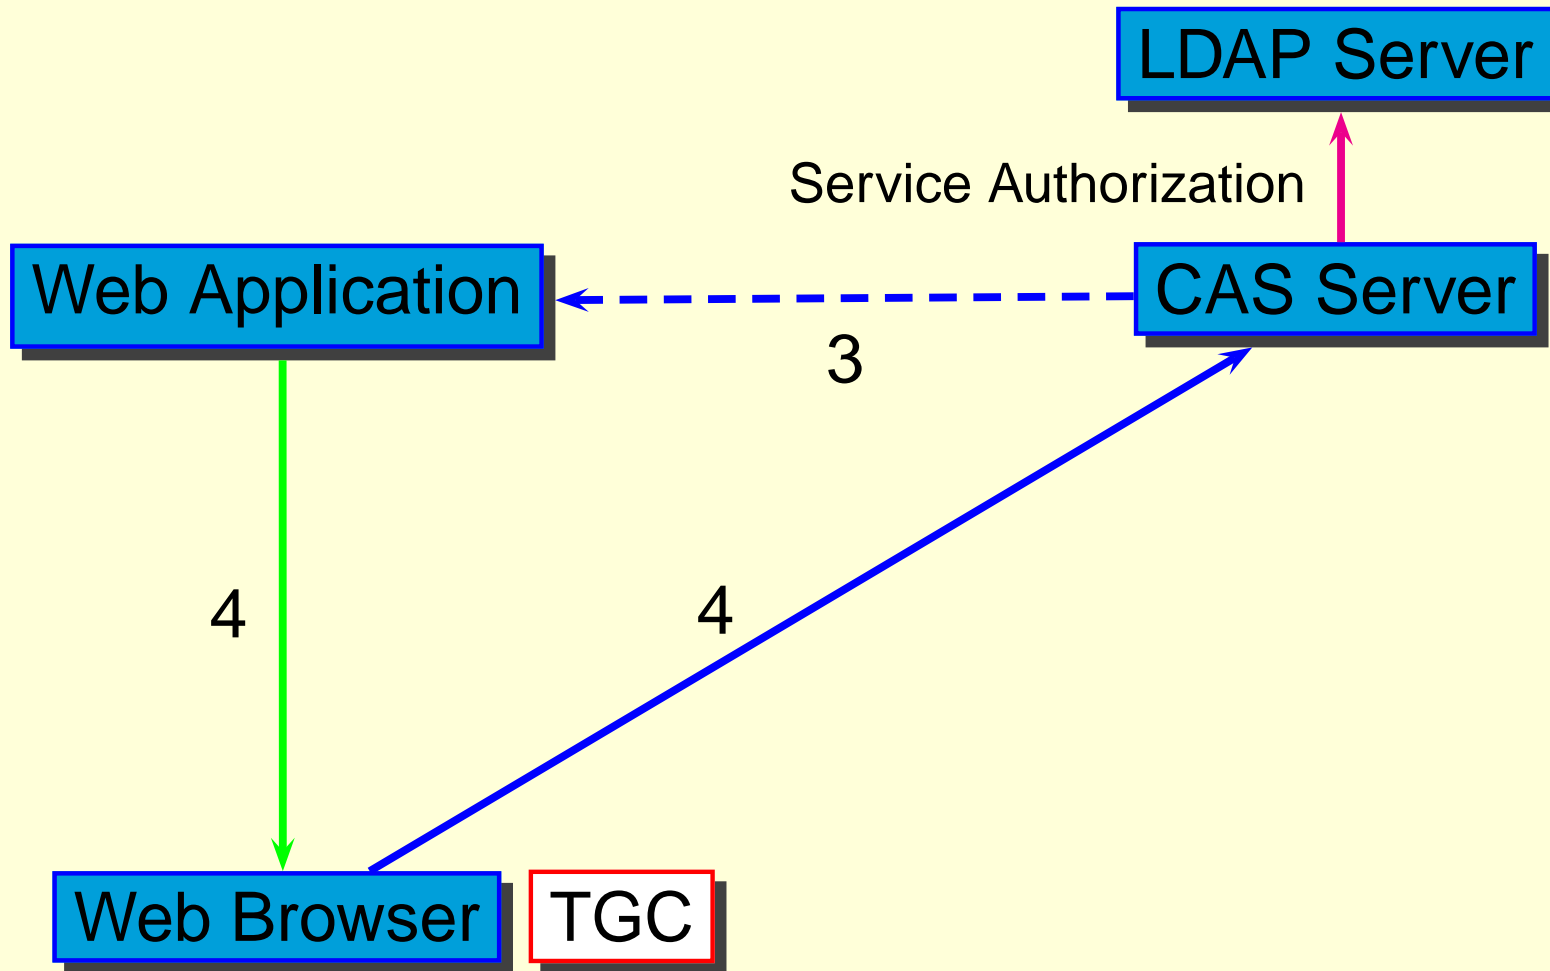 LDAP Server
Service Authorization
Web Application
CAS Server
3
4
4
Web Browser
TGC